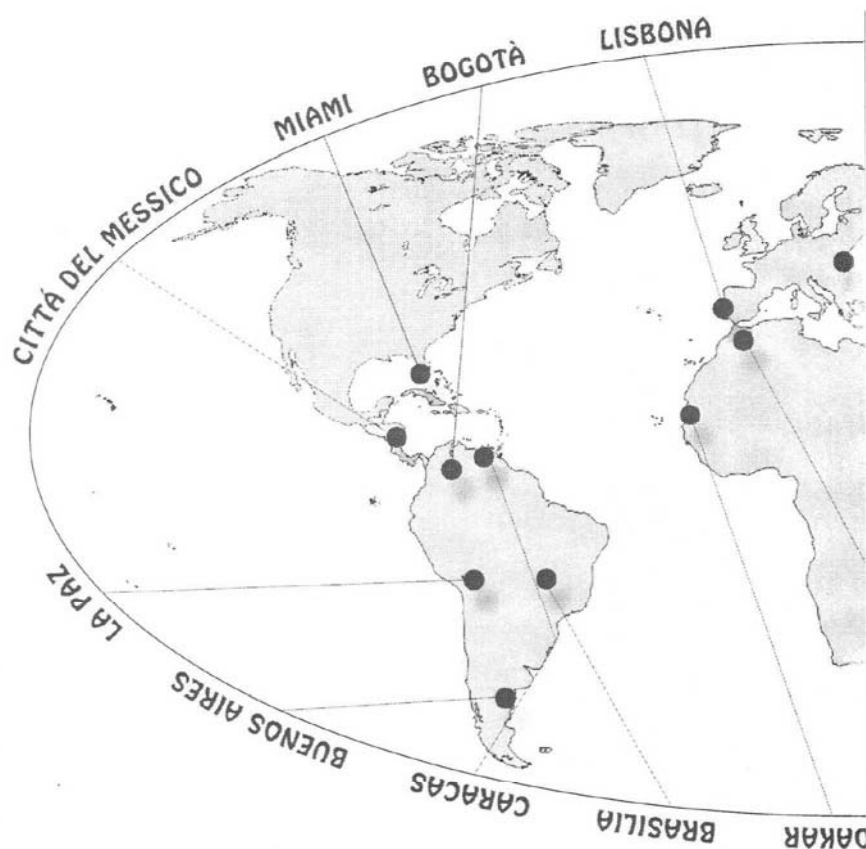 LISBONA
BOGOTÀ
MIAMI
CITTÁ DEL MESSICO
LA PAZ
BUENOS AIRES
CARACAS
BRASILIA
DAKAR